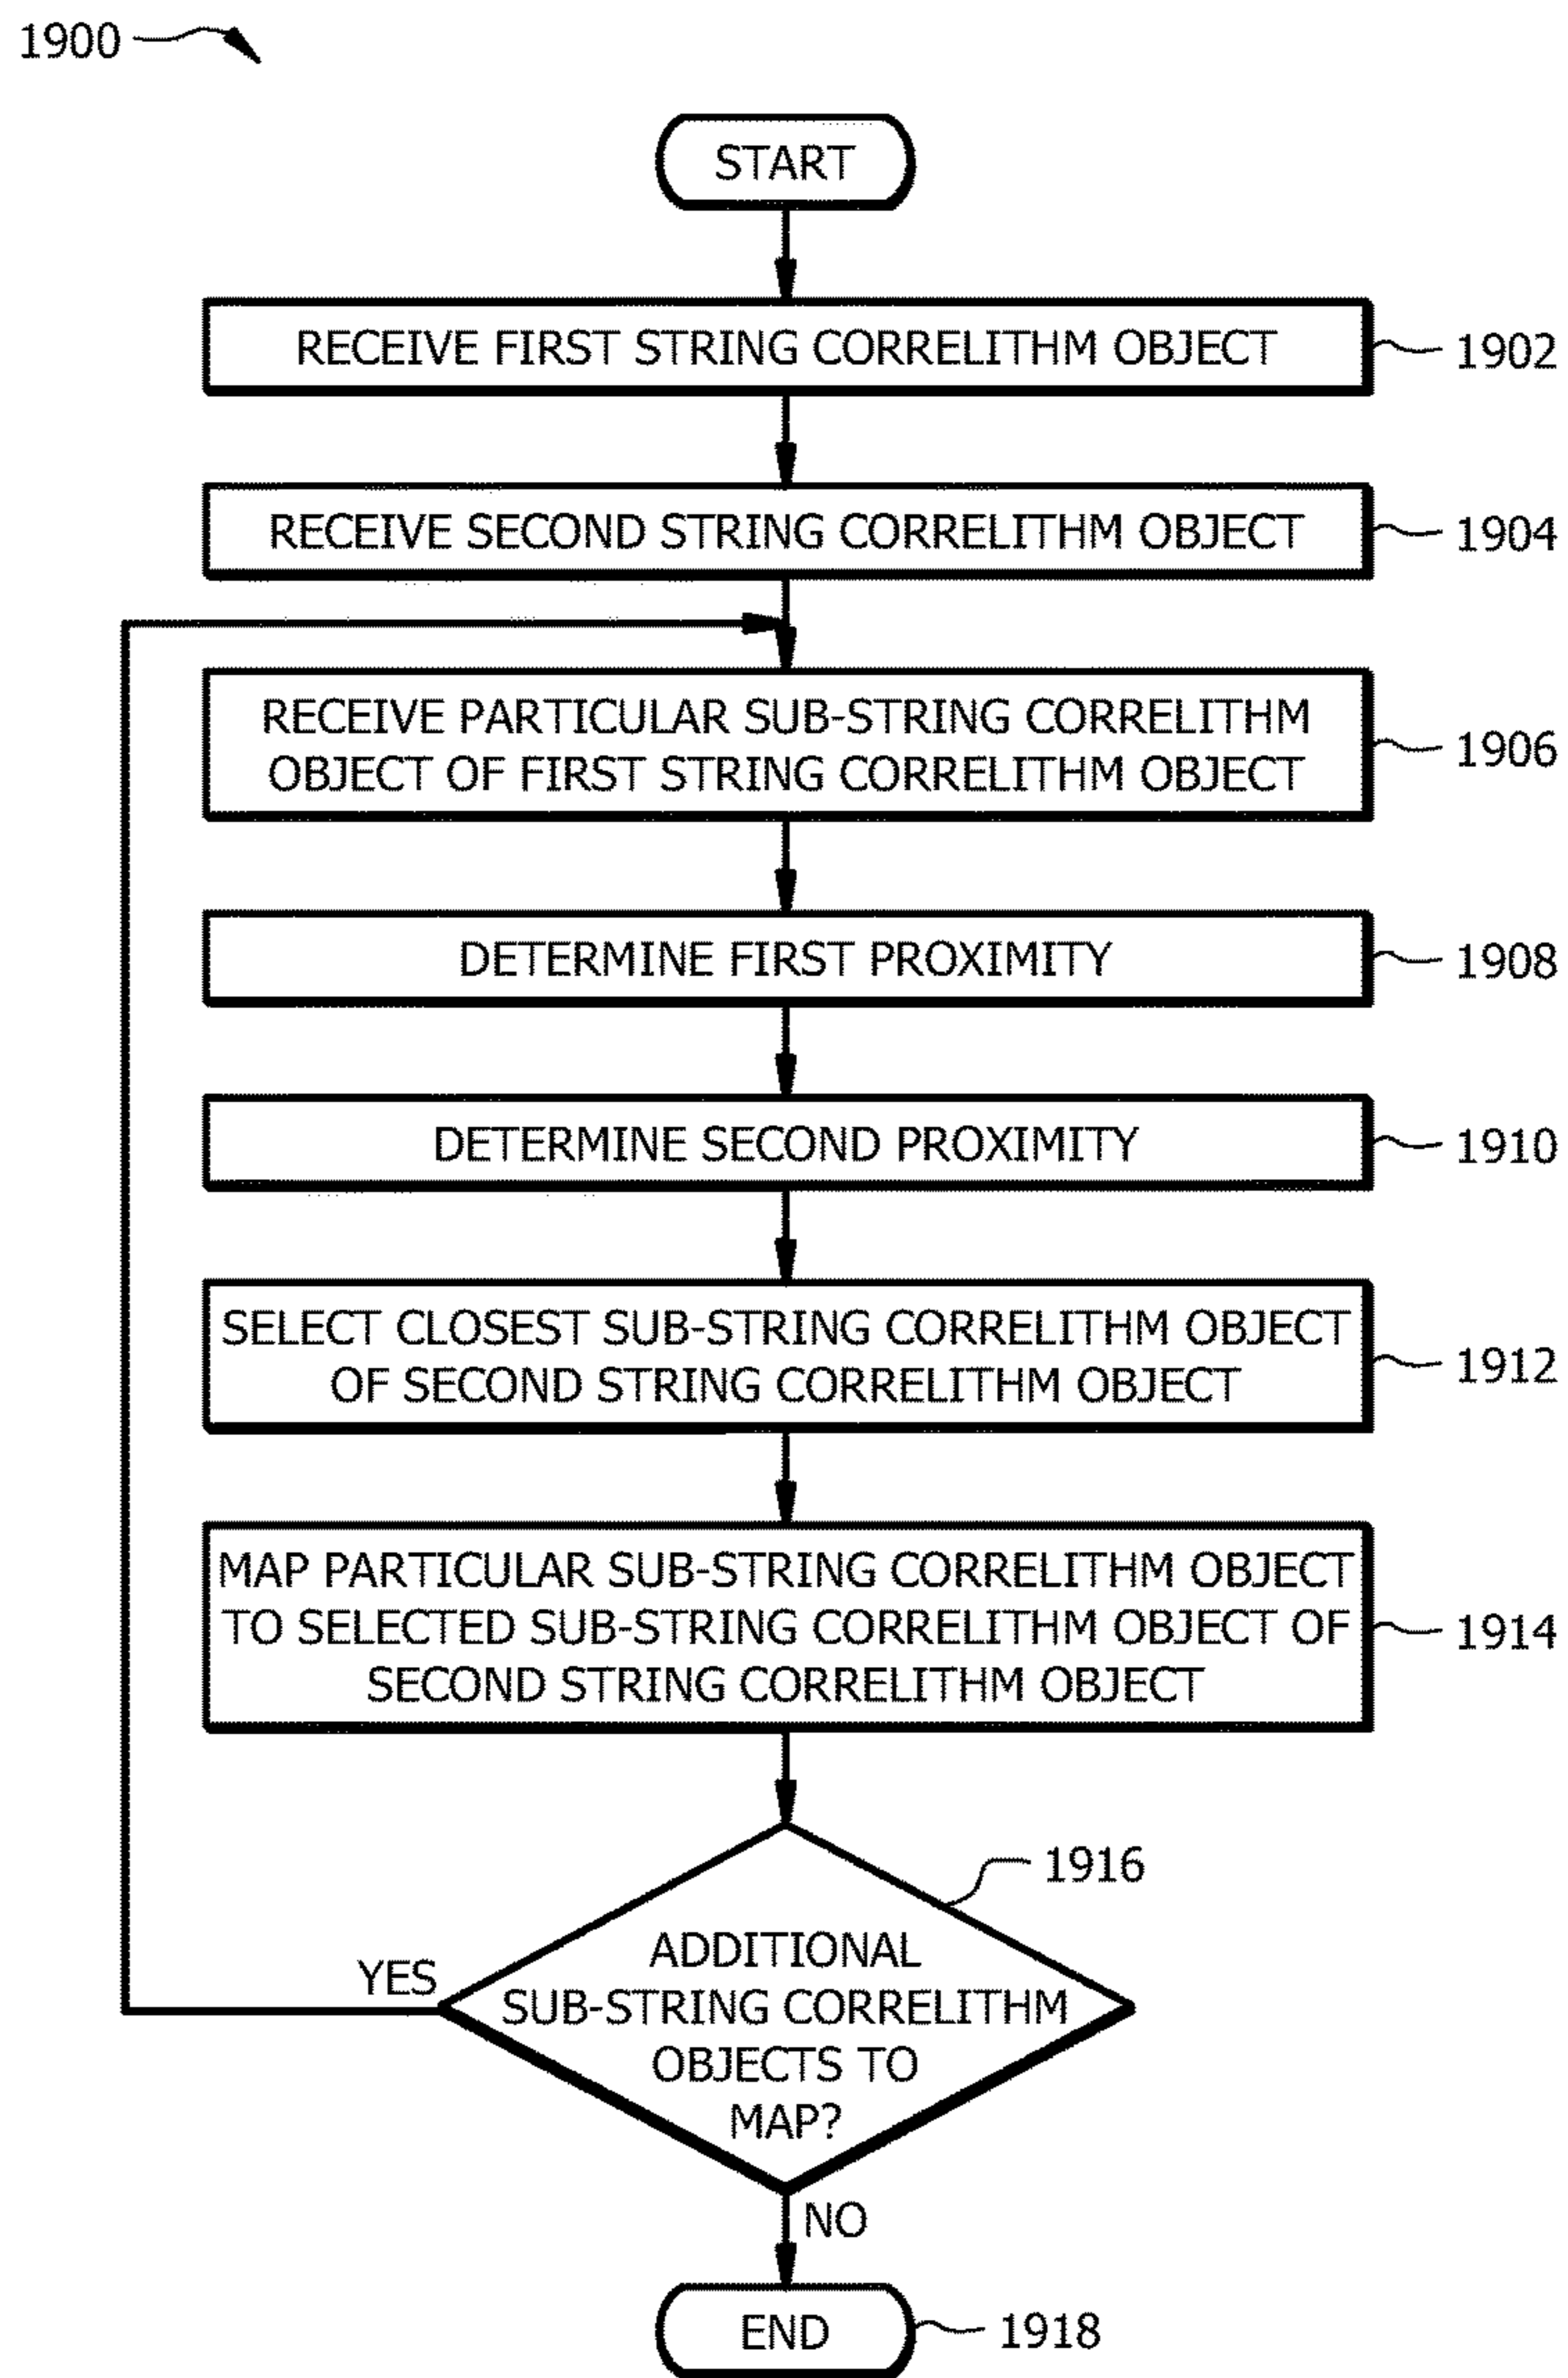 1900
START
RECEIVE FIRST STRING CORRELITHM OBJECT
1902
RECEIVE SECOND STRING CORRELITHM OBJECT
1904
RECEIVE PARTICULAR SUB-STRING CORRELITHM
OBJECT OF FIRST STRING CORRELITHM OBJECT
1906
DETERMINE FIRST PROXIMITY
1908
DETERMINE SECOND PROXIMITY
1910
SELECT CLOSEST SUB-STRING CORRELITHM OBJECT
OF SECOND STRING CORRELITHM OBJECT
1912
MAP PARTICULAR SUB-STRING CORRELITHM OBJECT
TO SELECTED SUB-STRING CORRELITHM OBJECT OF
SECOND STRING CORRELITHM OBJECT
1914
1916
ADDITIONAL
SUB-STRING CORRELITHM
OBJECTS TO
MAP?
YES
NO
END
1918